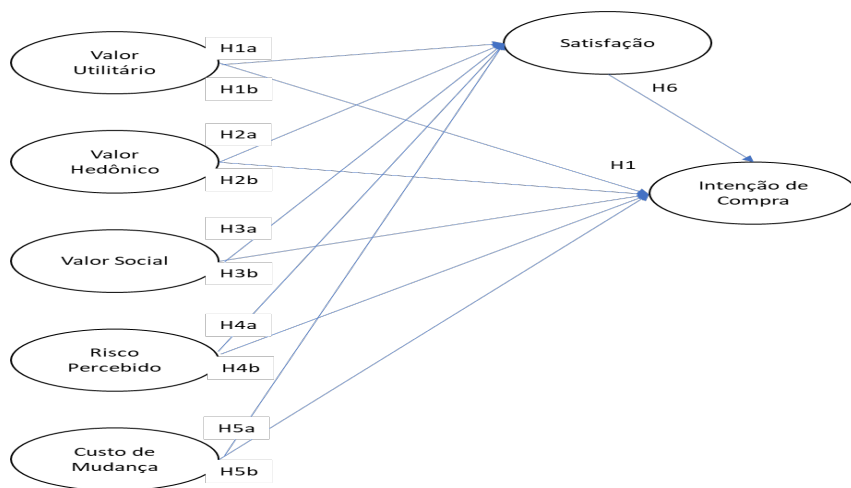 Valor
Utilitário
H1a
H1b
Satisfação
H6
Valor
Hedônico
H2a
H2b
H1
Intenção de
Compra
Valor Social
H3a
H3b
Risco
Percebido
H4a
H4b
Custo de
Mudança
H5a
H5b